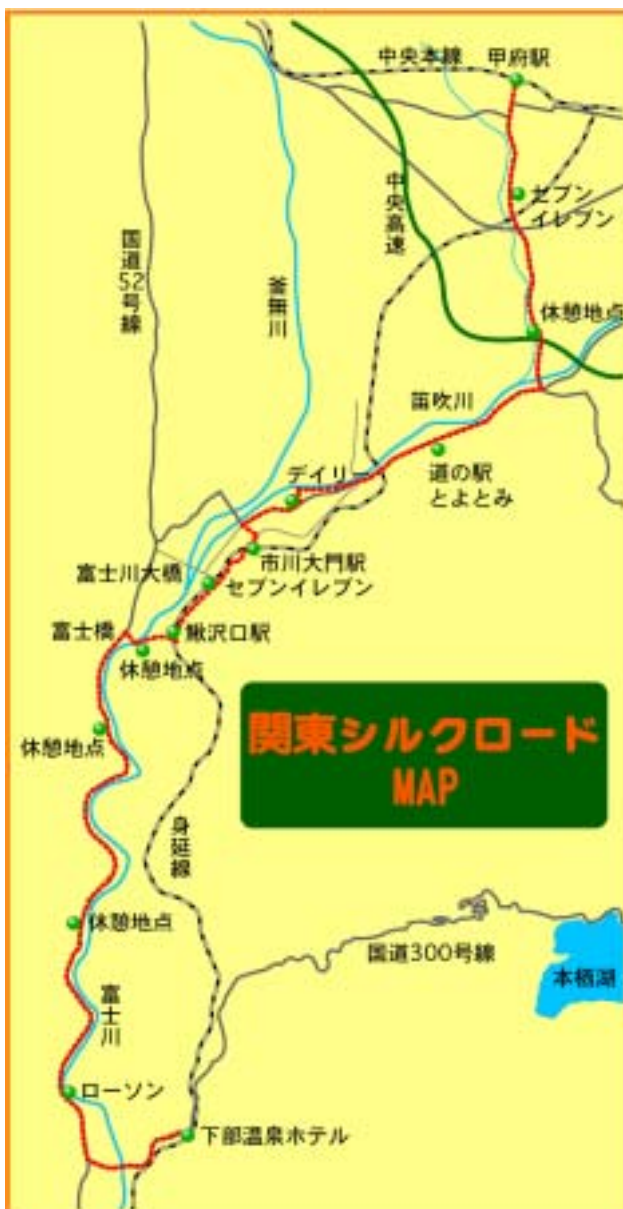 中央本線
甲府駅
セブン
イレブン
中央高速
国道52号線
釜無川
休憩地点
笛吹川
デイリー
道の駅
とよとみ
市川大門駅
富士川大橋
セブンイレブン
富士橋
鰍沢口駅
休憩地点
休憩地点
関東シルクロード
MAP
身延線
休憩地点
国道300号線
本栖湖
富士川
ローソン
下部温泉ホテル